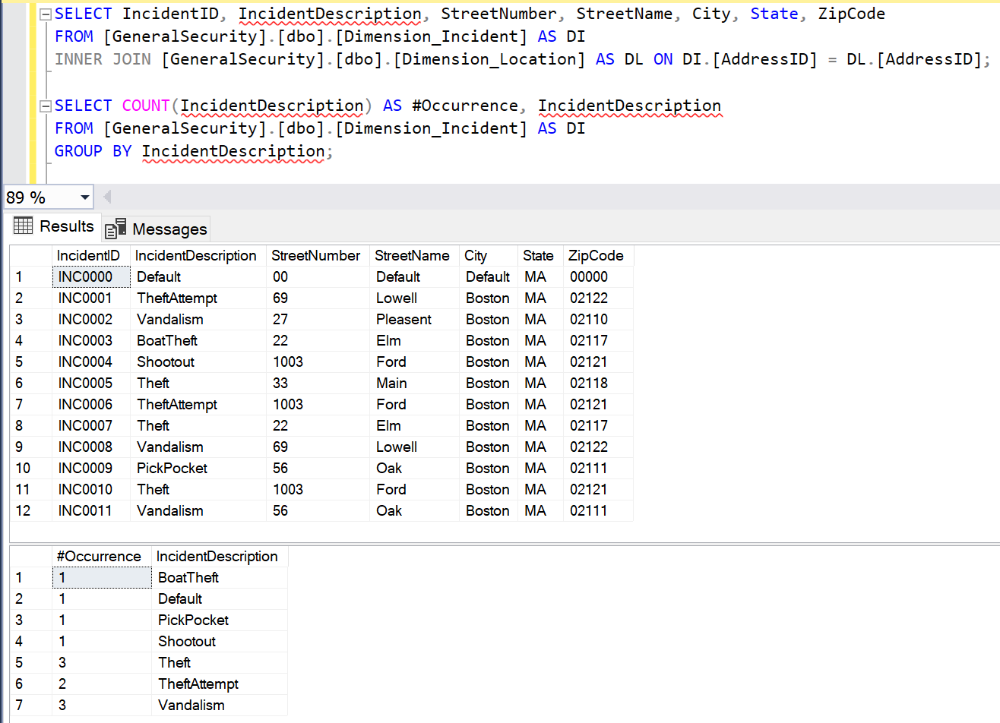 SELECT IncidentID, IncidentDescription, StreetNumber, StreetName, City, State, ZipCode
FROM [GeneralSecurity].[dbo].[Dimension_Incident] AS DI
INNER JOIN [GeneralSecurity].[dbo].[Dimension_Location] AS DL ON DI.[AddressID] = DL.[AddressID];
SELECT COUNT(IncidentDescription) AS #Occurrence, IncidentDescription
FROM [GeneralSecurity].[dbo].[Dimension_Incident] AS DI
GROUP BY IncidentDescription;
89 %
Results Messages
IncidentID IncidentDescription StreetNumber StreetName City State ZipCode
1 INC0000 Default 00 Default Default MA 00000
2 INC0001 TheftAttempt 69 Lowell Boston MA 02122
3 INC0002 Vandalism 27 Pleasent Boston MA 02110
4 INC0003 BoatTheft 22 Elm Boston MA 02117
5 INC0004 Shootout 1003 Ford Boston MA 02121
6 INC0005 Theft 33 Main Boston MA 02118
7 INC0006 TheftAttempt 1003 Ford Boston MA 02121
8 INC0007 Theft 22 Elm Boston MA 02117
9 INC0008 Vandalism 69 Lowell Boston MA 02122
10 INC0009 PickPocket 56 Oak Boston MA 02111
11 INC0010 Theft 1003 Ford Boston MA 02121
12 INC0011 Vandalism 56 Oak Boston MA 02111
#Occurrence IncidentDescription
1 1 BoatTheft
2 1 Default
3 1 PickPocket
4 1 Shootout
5 3 Theft
6 2 TheftAttempt
7 3 Vandalism